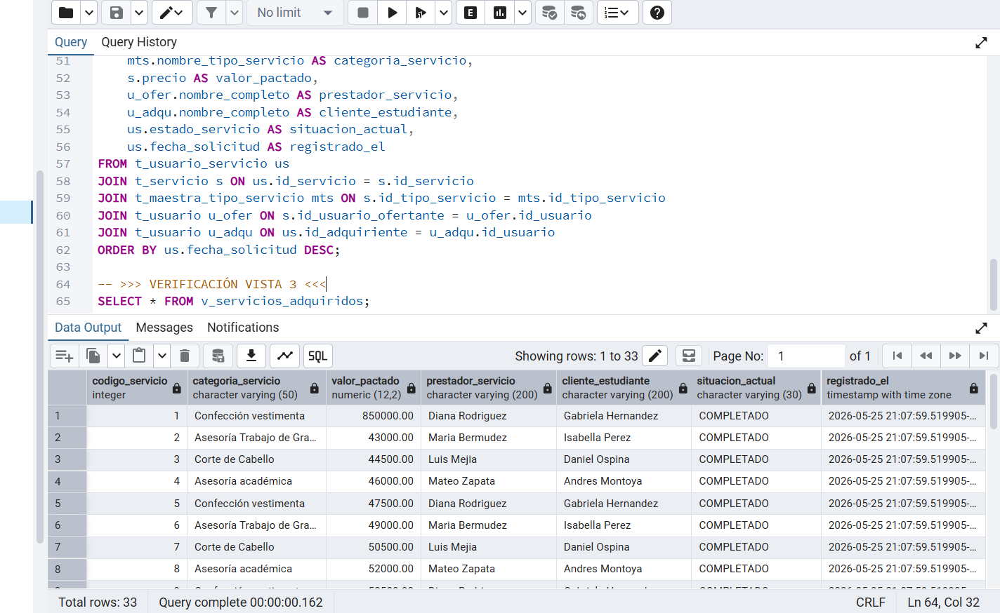 No limit
E
Query Query History
51 mts.nombre_tipo_servicio AS categoria_servicio,
52 s.precio AS valor_pactado,
53 u_ofer.nombre_completo AS prestador_servicio,
54 u_adqu.nombre_completo AS cliente_estudiante,
55 us.estado_servicio AS situacion_actual,
56 us.fecha_solicitud AS registrado_el
57 FROM t_usuario_servicio us
58 JOIN t_servicio s ON us.id_servicio = s.id_servicio
59 JOIN t_maestra_tipo_servicio mts ON s.id_tipo_servicio = mts.id_tipo_servicio
60 JOIN t_usuario u_ofer ON s.id_usuario_ofertante = u_ofer.id_usuario
61 JOIN t_usuario u_adqu ON us.id_adquiriente = u_adqu.id_usuario
62 ORDER BY us.fecha_solicitud DESC;
63
64 -- >>> VERIFICACIÓN VISTA 3 <<<
65 SELECT * FROM v_servicios_adquiridos;
Data Output Messages Notifications
SQL Showing rows: 1 to 33 Page No: 1 of 1
codigo_servicio categoria_servicio valor_pactado prestador_servicio cliente_estudiante situacion_actual registrado_el
integer character varying (50) numeric (12,2) character varying (200) character varying (200) character varying (30) timestamp with time zone
1 1 Confección vestimenta 850000.00 Diana Rodriguez Gabriela Hernandez COMPLETADO 2026-05-25 21:07:59.519905-...
2 2 Asesoría Trabajo de Gra... 43000.00 Maria Bermudez Isabella Perez COMPLETADO 2026-05-25 21:07:59.519905-...
3 3 Corte de Cabello 44500.00 Luis Mejia Daniel Ospina COMPLETADO 2026-05-25 21:07:59.519905-...
4 4 Asesoría académica 46000.00 Mateo Zapata Andres Montoya COMPLETADO 2026-05-25 21:07:59.519905-...
5 5 Confección vestimenta 47500.00 Diana Rodriguez Gabriela Hernandez COMPLETADO 2026-05-25 21:07:59.519905-...
6 6 Asesoría Trabajo de Gra... 49000.00 Maria Bermudez Isabella Perez COMPLETADO 2026-05-25 21:07:59.519905-...
7 7 Corte de Cabello 50500.00 Luis Mejia Daniel Ospina COMPLETADO 2026-05-25 21:07:59.519905-...
8 8 Asesoría académica 52000.00 Mateo Zapata Andres Montoya COMPLETADO 2026-05-25 21:07:59.519905-...
Total rows: 33 Query complete 00:00:00.162 CRLF Ln 64, Col 32